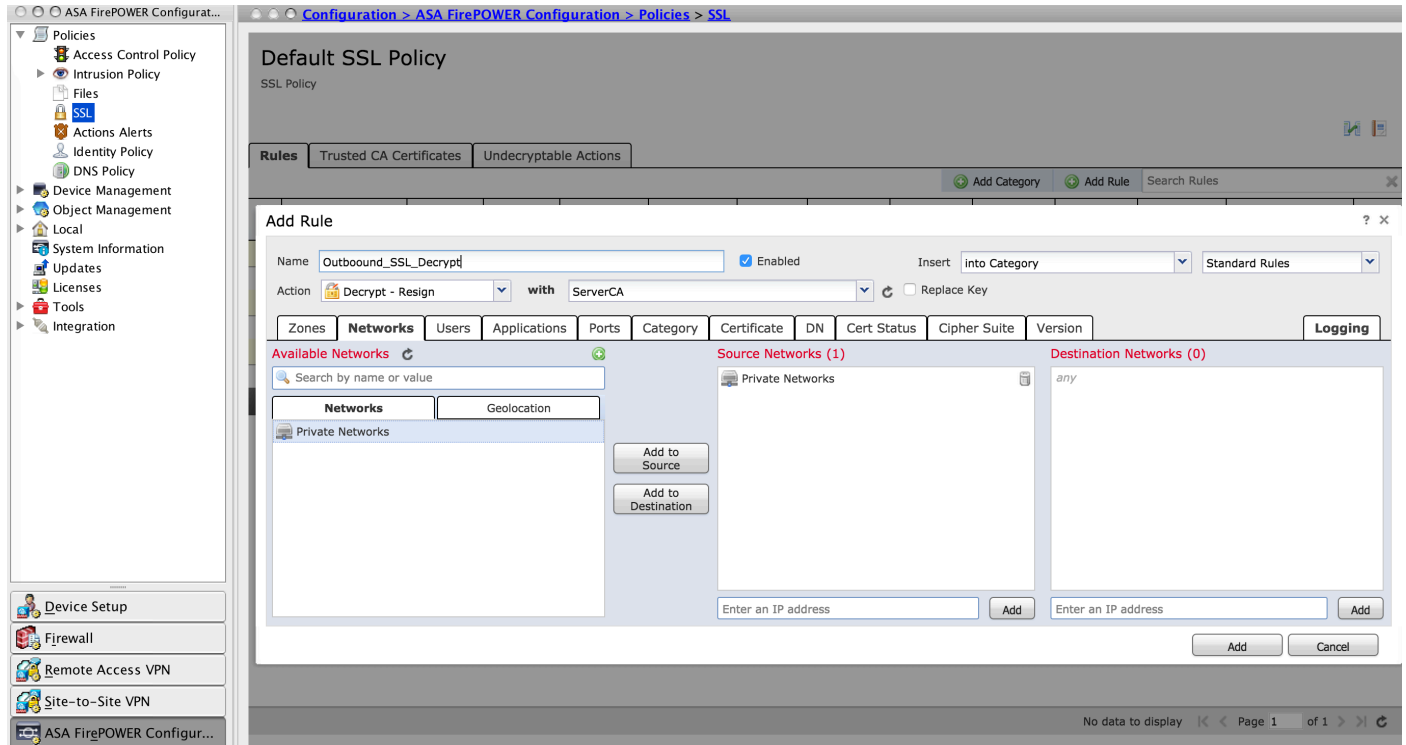 ASA FirePOWER Configurat...
Policies
Access Control Policy
Intrusion Policy
Files
SSL
Actions Alerts
Identity Policy
DNS Policy
Device Management
Object Management
Local
System Information
Updates
Licenses
Tools
Integration
Device Setup
Firewall
Remote Access VPN
Site-to-Site VPN
ASA FirePOWER Configur...
Configuration > ASA FirePOWER Configuration > Policies > SSL
Default SSL Policy
SSL Policy
Rules Trusted CA Certificates Undecryptable Actions
Add Category Add Rule Search Rules
Add Rule ?
Name Outboound_SSL_Decrypt Enabled Insert into Category Standard Rules
Action Decrypt - Resign with ServerCA Replace Key
Zones Networks Users Applications Ports Category Certificate DN Cert Status Cipher Suite Version Logging
Available Networks Source Networks (1) Destination Networks (0)
Search by name or value Private Networks any
Networks Geolocation
Private Networks
Add to
Source
Add to
Destination
Enter an IP address Add Enter an IP address Add
Add Cancel
No data to display Page 1 of 1